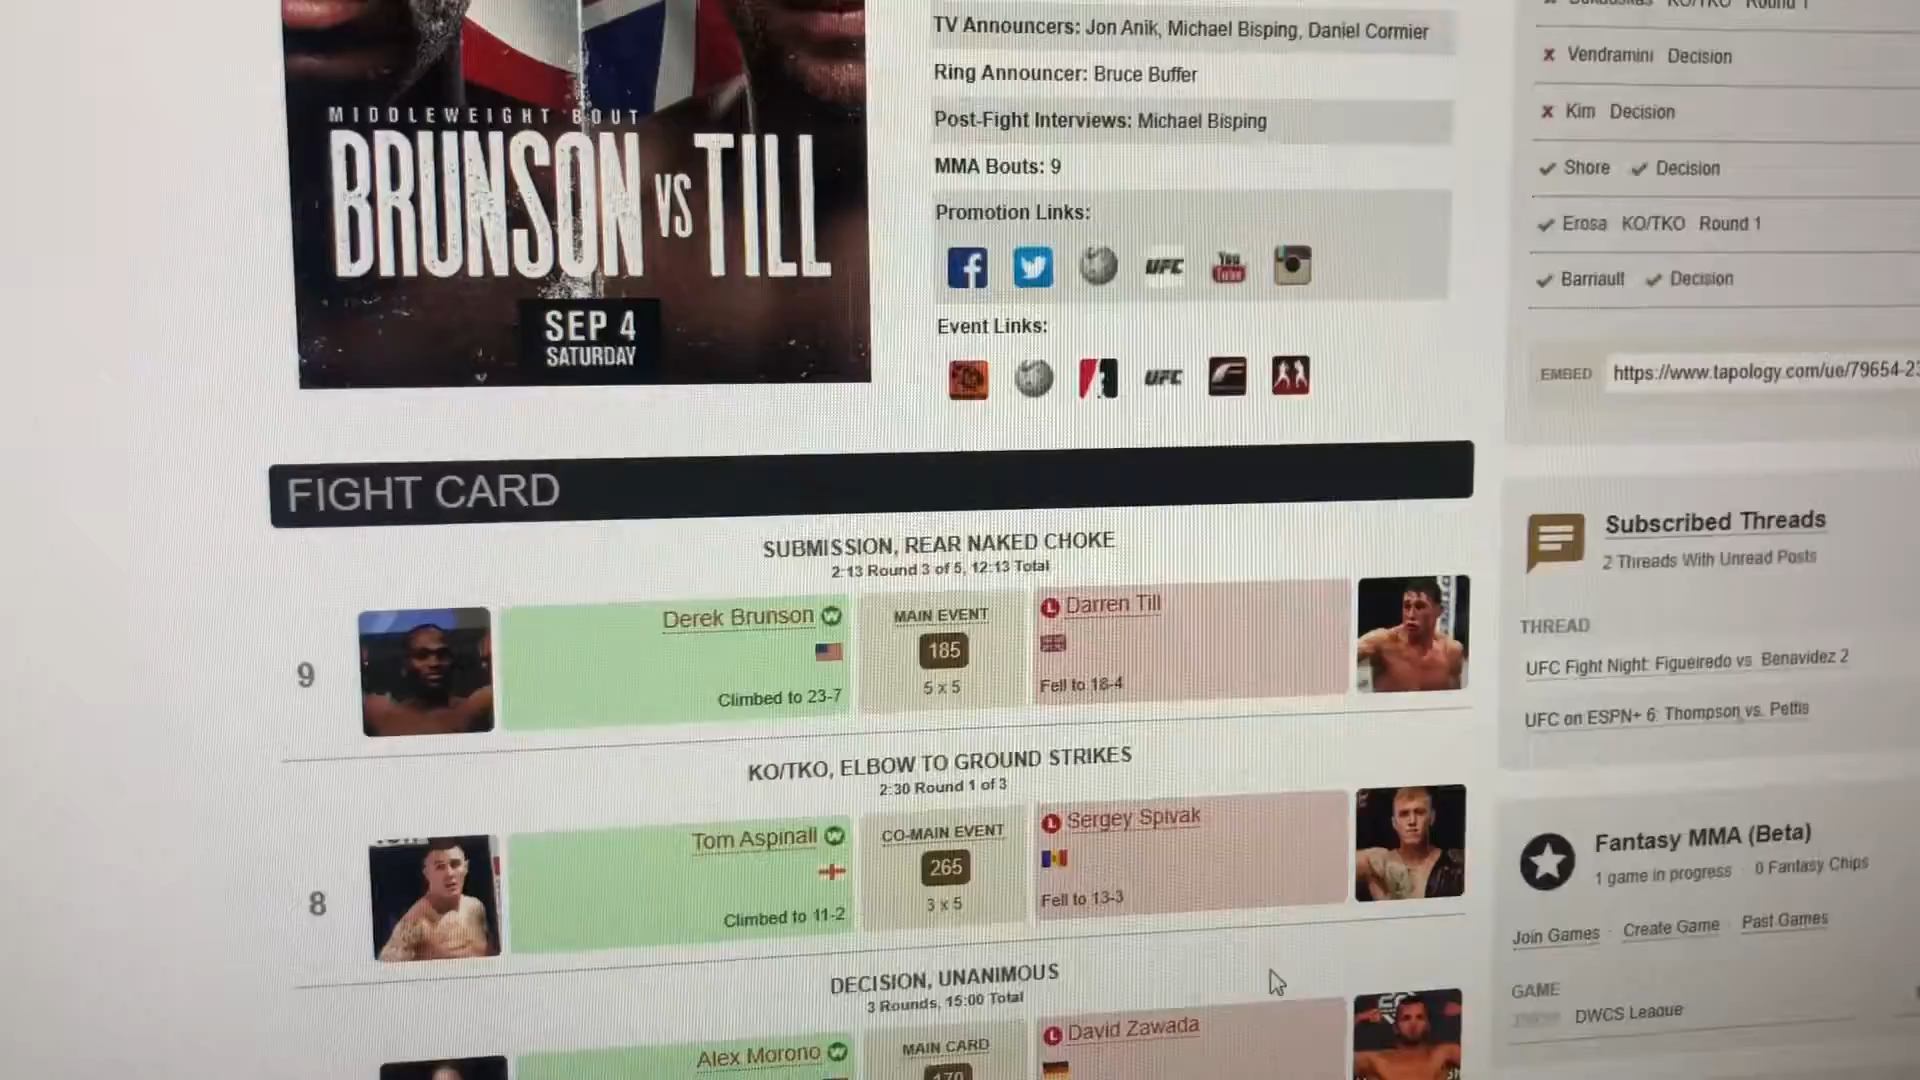 MIDDLEWEIGHT BOUT
BRUNSON VS TILL
SEP 4
SATURDAY
TV Announcers: Jon Anik, Michael Bisping, Daniel Cormier
Ring Announcer: Bruce Buffer
Post-Fight Interviews: Michael Bisping
MMA Bouts: 9
Promotion Links:
UFC
You Tube
Event Links:
UFC
KO/TKO Round 1
Vendramini Decision
Kim Decision
Shore Decision
Erosa KO/TKO Round 1
Barriault Decision
EMBED https://www.tapology.com/ue/79654-23
FIGHT CARD
SUBMISSION, REAR NAKED CHOKE
2:13 Round 3 of 5, 12:13 Total
9
Derek Brunson W
Climbed to 23-7
MAIN EVENT
185
5 x 5
L Darren Till
Fell to 18-4
KO/TKO, ELBOW TO GROUND STRIKES
2:30 Round 1 of 3
8
Tom Aspinall W
Climbed to 11-2
CO-MAIN EVENT
265
3 x 5
L Sergey Spivak
Fell to 13-3
DECISION, UNANIMOUS
3 Rounds, 15:00 Total
Alex Morono W
MAIN CARD
170
L David Zawada
Subscribed Threads
2 Threads With Unread Posts
THREAD
UFC Fight Night: Figueiredo vs. Benavidez 2
UFC on ESPN+ 6: Thompson vs. Pettis
Fantasy MMA (Beta)
1 game in progress · 0 Fantasy Chips
Join Games · Create Game · Past Games
GAME
DWCS League